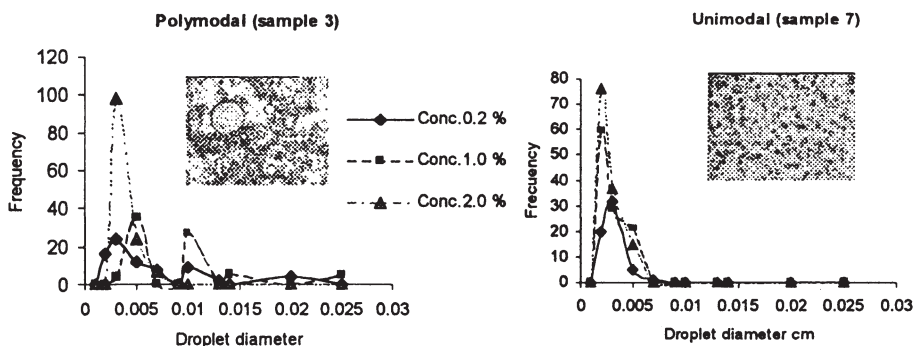 Polymodal (sample 3)
120
100
80
60
40
20
0
Frequency
0 0.005 0.01 0.015 0.02 0.025 0.03
Droplet diameter
Conc.0.2 %
Conc.1.0 %
Conc.2.0 %
Unimodal (sample 7)
80
70
60
50
40
30
20
10
0
Frecuency
0 0.005 0.01 0.015 0.02 0.025 0.03
Droplet diameter cm